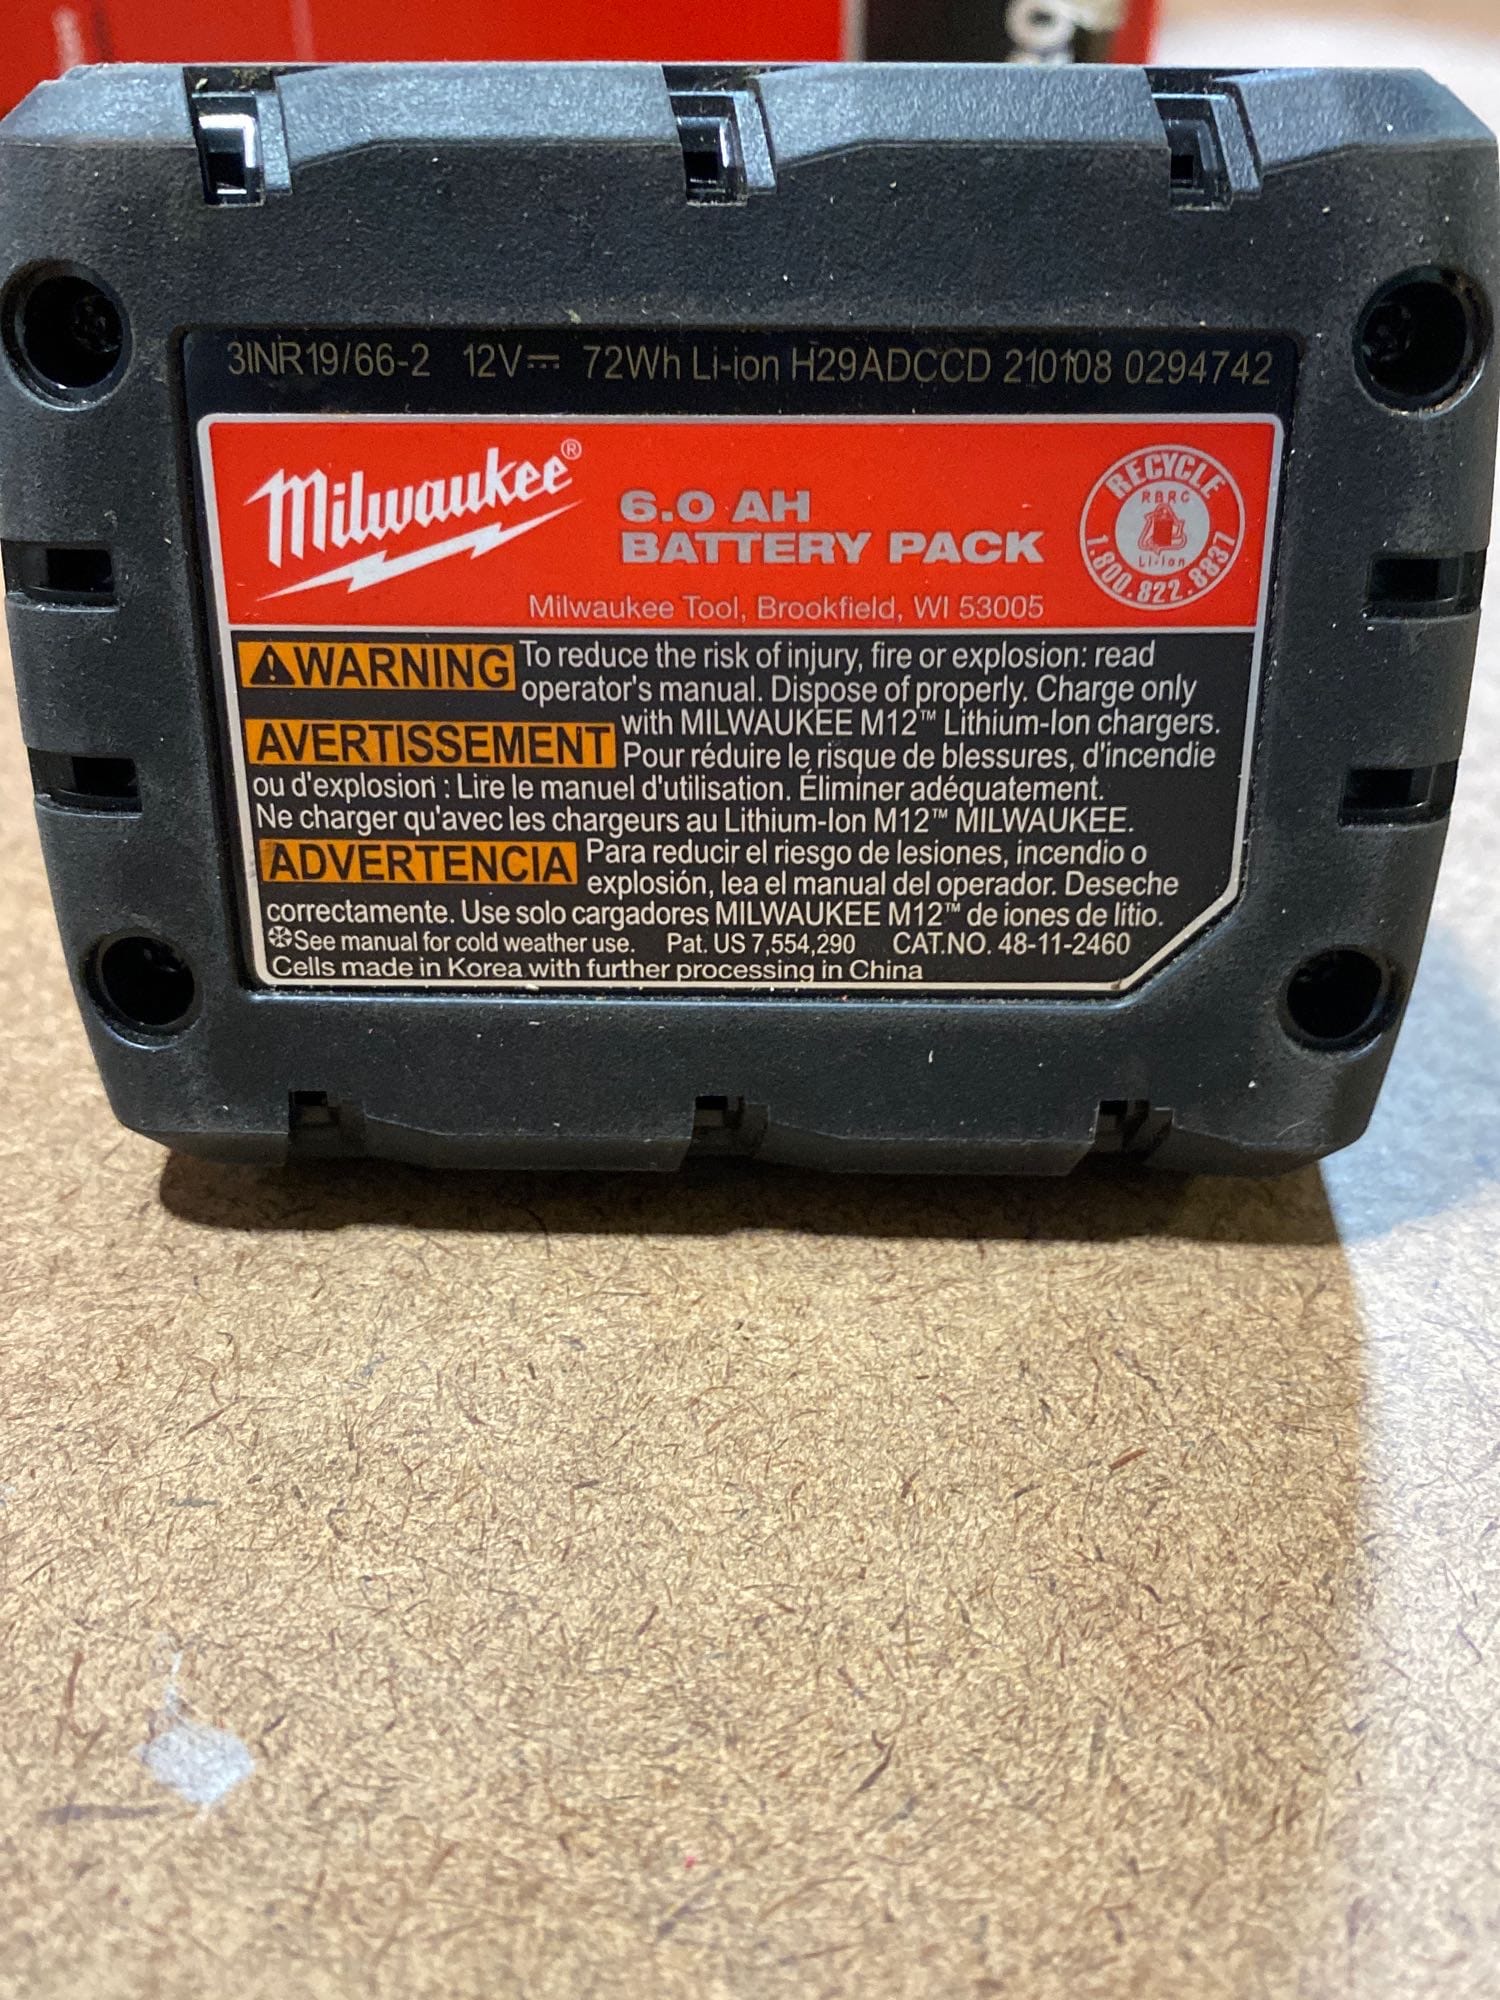 3INR19/66-2 12V⎓ 72Wh Li-ion H29ADCCD 210108 0294742
Milwaukee®
6.0 AH
BATTERY PACK
Milwaukee Tool, Brookfield, WI 53005
RECYCLE
RBRC
Li-Ion
1.800.822.8837
⚠WARNING To reduce the risk of injury, fire or explosion: read
operator's manual. Dispose of properly. Charge only
with MILWAUKEE M12™ Lithium-Ion chargers.
AVERTISSEMENT Pour réduire le risque de blessures, d'incendie
ou d'explosion : Lire le manuel d'utilisation. Éliminer adéquatement.
Ne charger qu'avec les chargeurs au Lithium-Ion M12™ MILWAUKEE.
ADVERTENCIA Para reducir el riesgo de lesiones, incendio o
explosión, lea el manual del operador. Deseche
correctamente. Use solo cargadores MILWAUKEE M12™ de iones de litio.
See manual for cold weather use. Pat. US 7,554,290 CAT.NO. 48-11-2460
Cells made in Korea with further processing in China